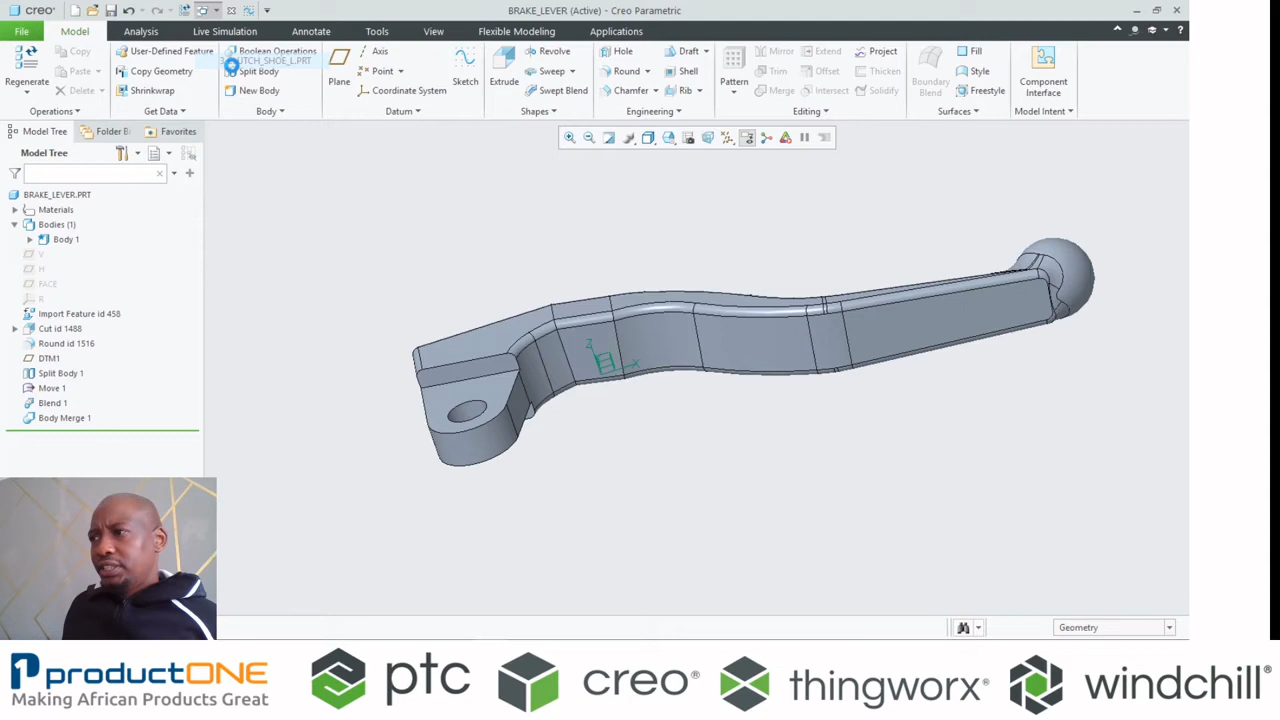 creo
BRAKE_LEVER (Active) - Creo Parametric
File
Model
Analysis
Live Simulation
Annotate
Tools
View
Flexible Modeling
Applications
Regenerate
Copy
Paste
Delete
Operations
User-Defined Feature
Copy Geometry
Shrinkwrap
Get Data
Boolean Operations
Split Body
New Body
Body
Plane
Axis
Point
Coordinate System
Sketch
Datum
Extrude
Revolve
Sweep
Swept Blend
Shapes
Hole
Round
Chamfer
Draft
Shell
Rib
Engineering
Pattern
Mirror
Trim
Merge
Extend
Offset
Intersect
Project
Thicken
Solidify
Editing
Boundary
Blend
Fill
Style
Freestyle
Surfaces
Component
Interface
Model Intent
Model Tree
Folder B
Favorites
Model Tree
BRAKE_LEVER.PRT
Materials
Bodies (1)
Body 1
V
H
FACE
R
Import Feature id 458
Cut id 1488
Round id 1516
DTM1
Split Body 1
Move 1
Blend 1
Body Merge 1
Z
X
Geometry
productONE
Making African Products Great
ptc
creo®
thingworx®
windchill®